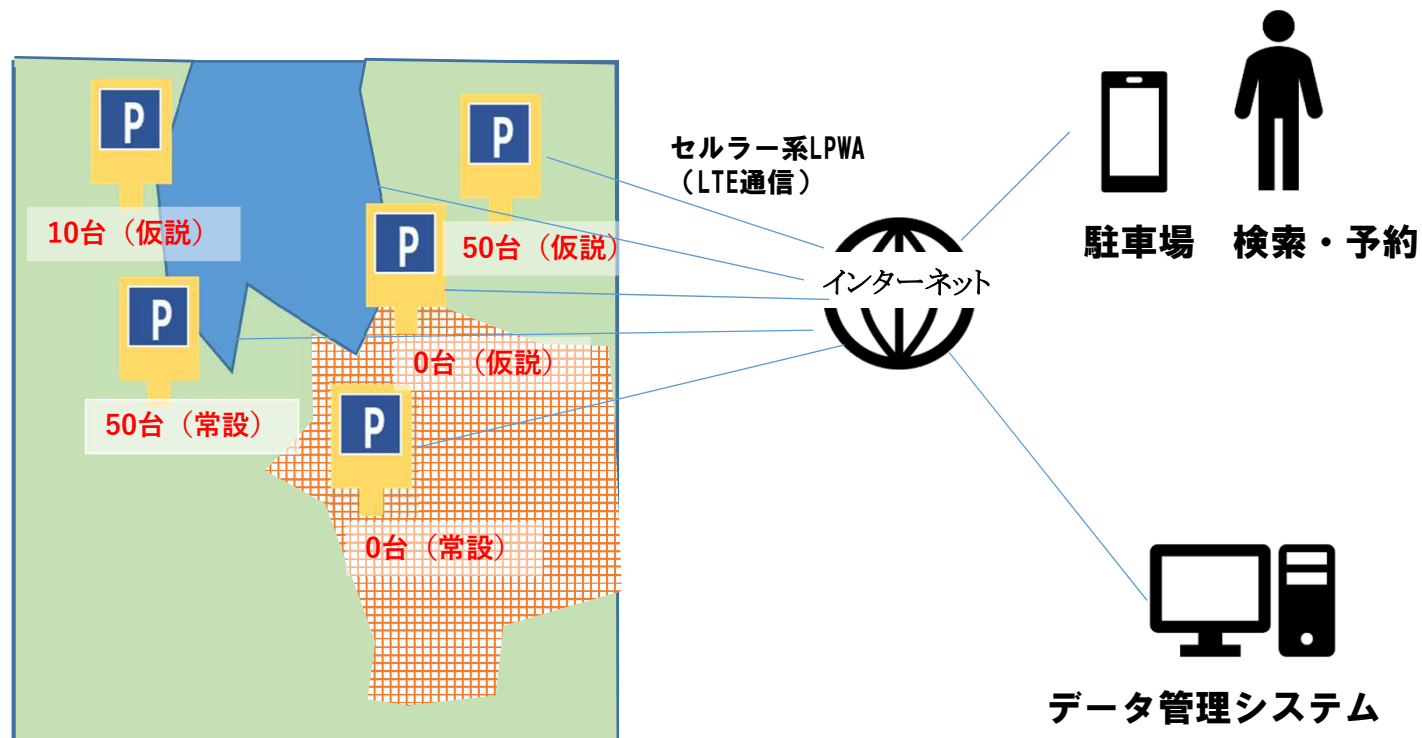 P
P
セルラー系LPWA
（LTE通信）
10台（仮説）
P
50台（仮説）
駐車場　検索・予約
インターネット
P
0台（仮説）
50台（常設）
P
0台（常設）
データ管理システム